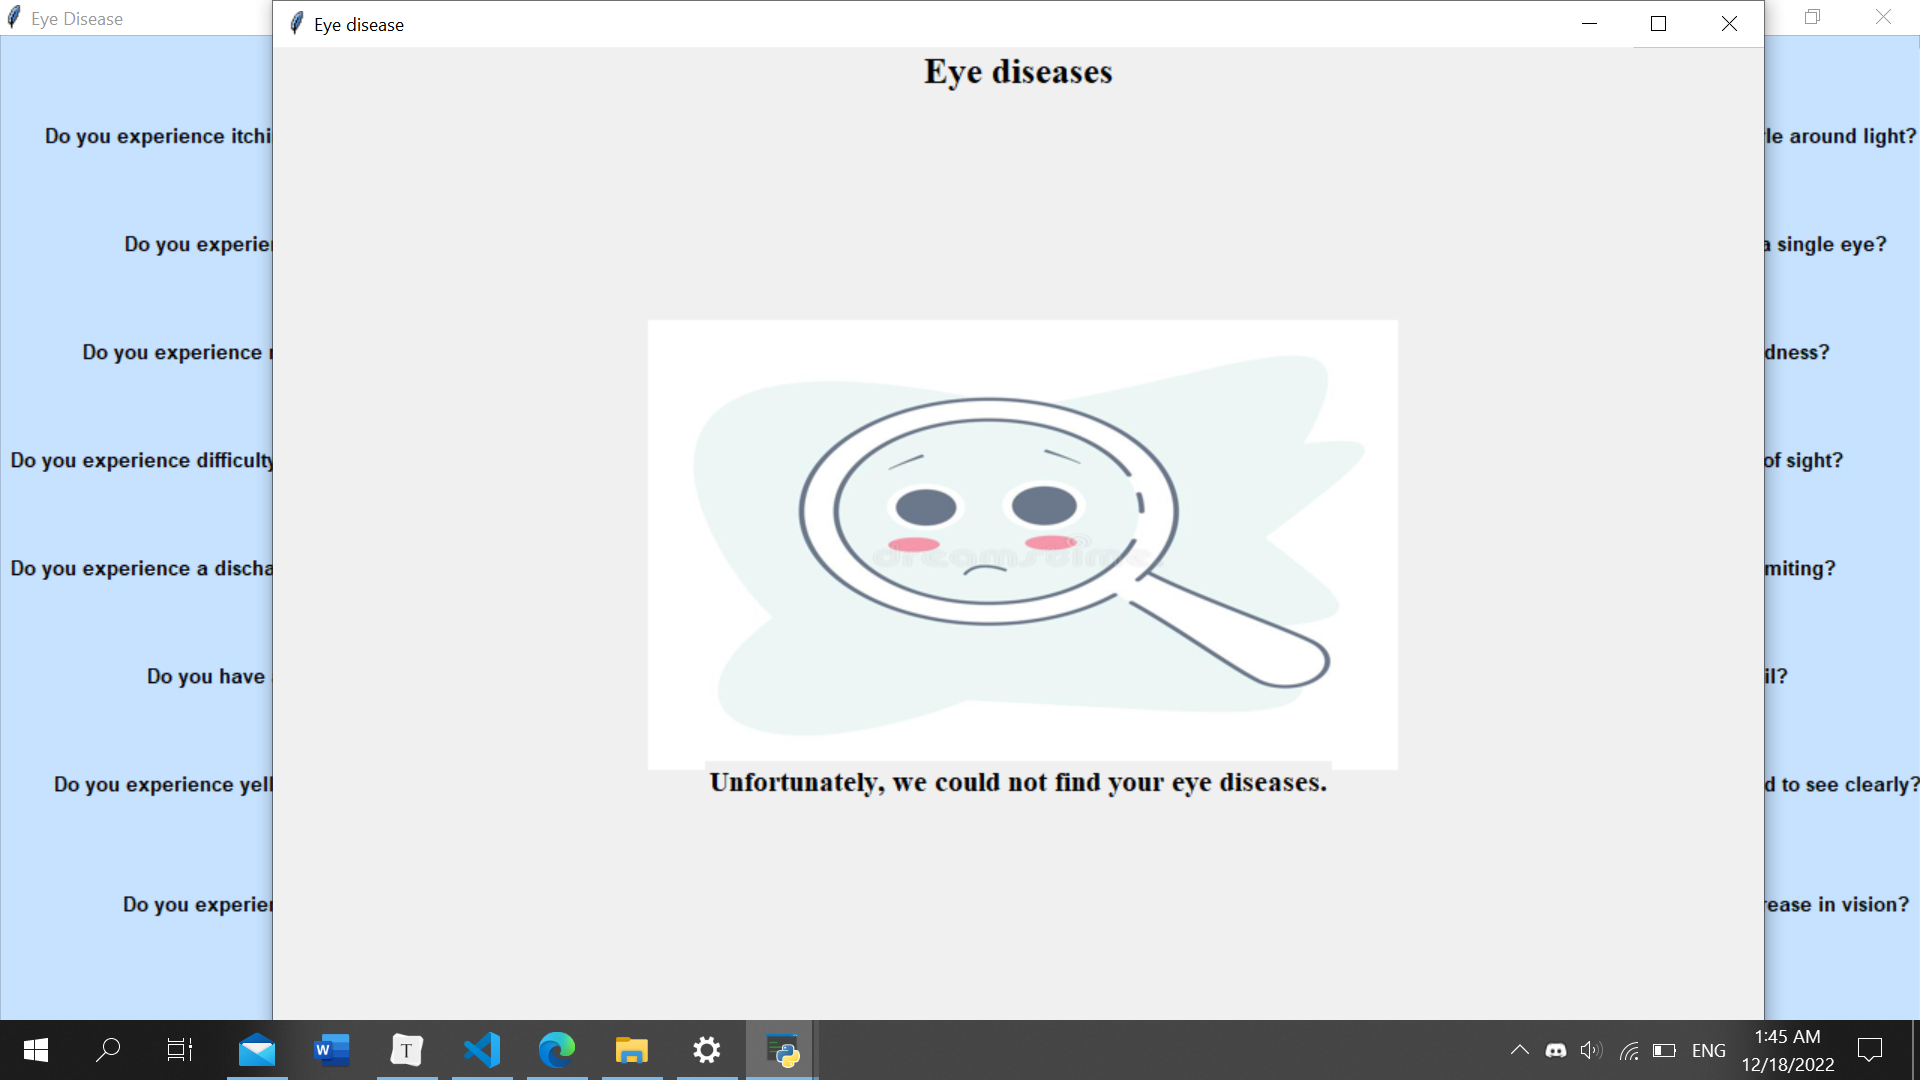 Eye Disease
Eye disease
Eye diseases
Do you experience itchi
le around light?
Do you experie
a single eye?
Do you experience
dness?
Do you experience difficulty
of sight?
Do you experience a discha
miting?
Do you have
il?
Do you experience yell
d to see clearly?
Do you experie
rease in vision?
dreamstime
Unfortunately, we could not find your eye diseases.
W
T
ENG
1:45 AM
12/18/2022